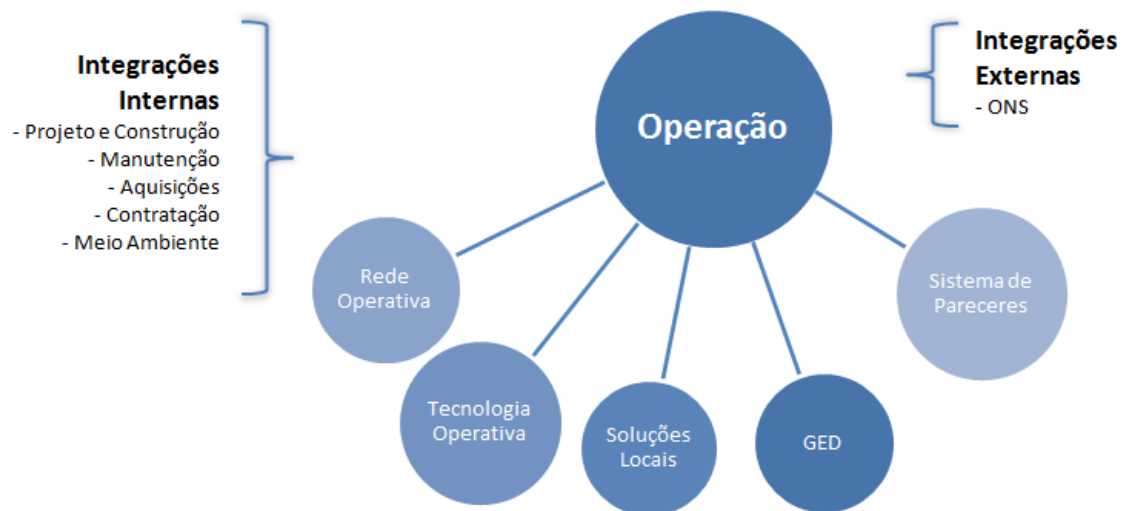 Integrações
Internas
- Projeto e Construção
- Manutenção
- Aquisições
- Contratação
- Meio Ambiente
Operação
Integrações
Externas
- ONS
Rede
Operativa
Tecnologia
Operativa
Soluções
Locais
GED
Sistema de
Pareceres